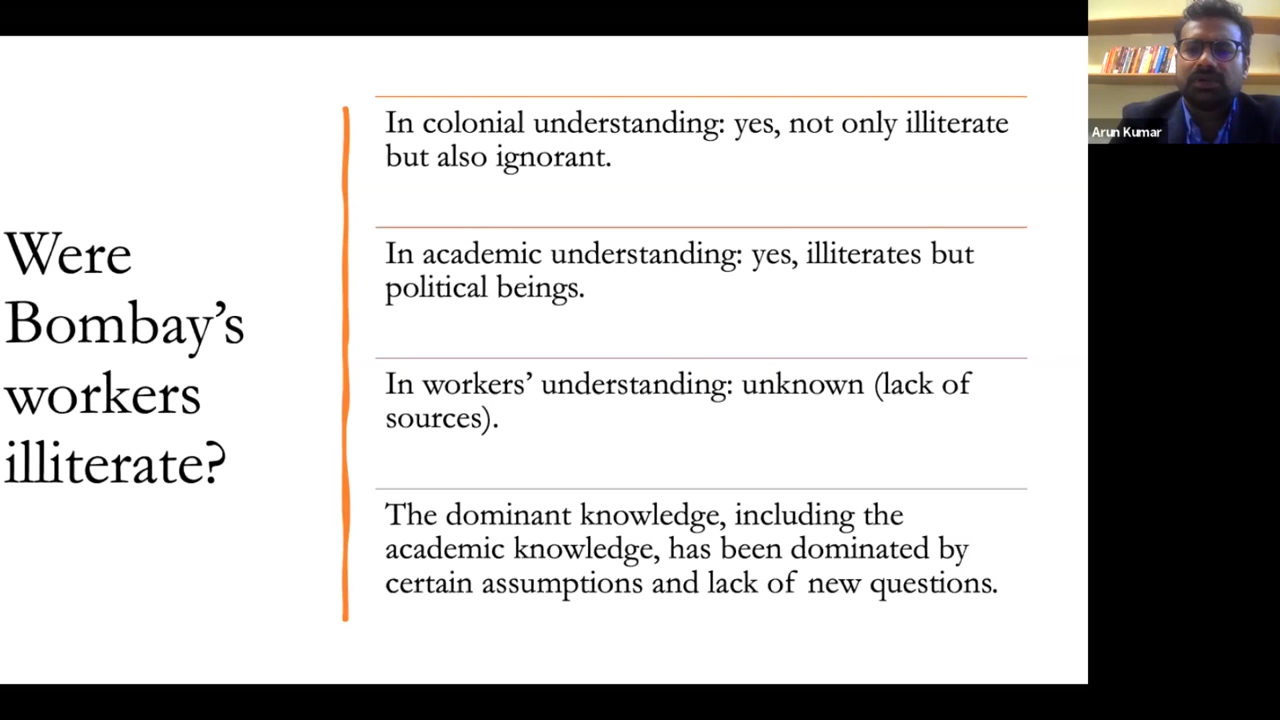 Were
Bombay’s
workers
illiterate?
In colonial understanding: yes, not only illiterate
but also ignorant.
In academic understanding: yes, illiterates but
political beings.
In workers’ understanding: unknown (lack of
sources).
The dominant knowledge, including the
academic knowledge, has been dominated by
certain assumptions and lack of new questions.
Arun Kumar